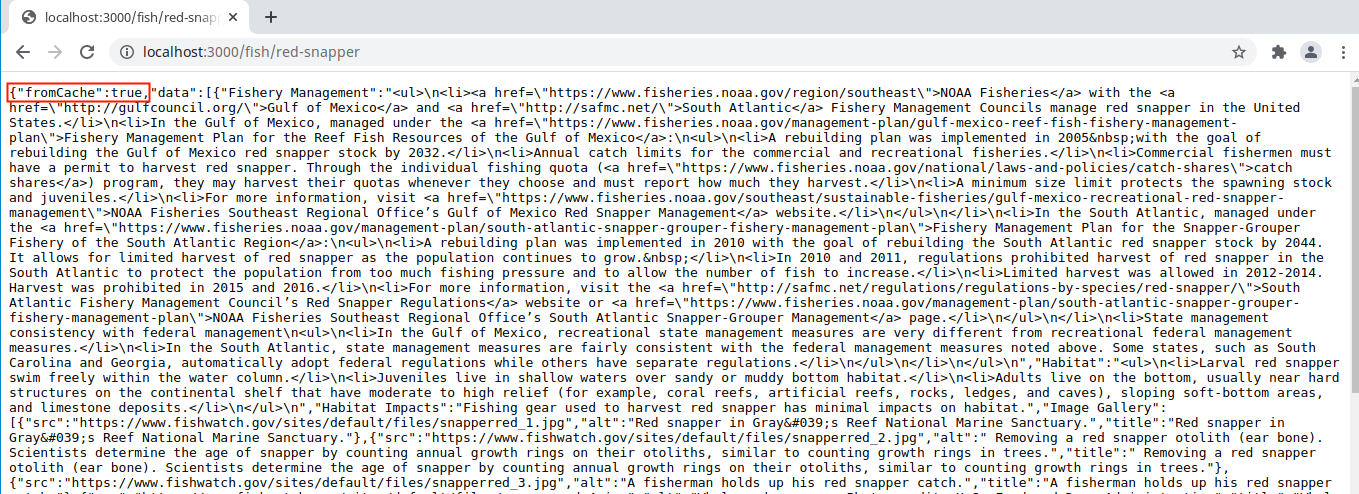 localhost:3000/fish/red-snap
localhost:3000/fish/red-snapper
{"fromCache":true,"data":[{"Fishery Management":"<ul>\n<li><a href=\"https://www.fisheries.noaa.gov/region/southeast\">NOAA Fisheries</a> with the <a
href=\"http://gulfcouncil.org/\">Gulf of Mexico</a> and <a href=\"http://safmc.net/\">South Atlantic</a> Fishery Management Councils manage red snapper in the United
States.</li>\n<li>In the Gulf of Mexico, managed under the <a href=\"https://www.fisheries.noaa.gov/management-plan/gulf-mexico-reef-fish-fishery-management-
plan\">Fishery Management Plan for the Reef Fish Resources of the Gulf of Mexico</a>:\n<ul>\n<li>A rebuilding plan was implemented in 2005&nbsp;with the goal of
rebuilding the Gulf of Mexico red snapper stock by 2032.</li>\n<li>Annual catch limits for the commercial and recreational fisheries.</li>\n<li>Commercial fishermen must
have a permit to harvest red snapper. Through the individual fishing quota (<a href=\"https://www.fisheries.noaa.gov/national/laws-and-policies/catch-shares\">catch
shares</a>) program, they may harvest their quotas whenever they choose and must report how much they harvest.</li>\n<li>A minimum size limit protects the spawning stock
and juveniles.</li>\n<li>For more information, visit <a href=\"https://www.fisheries.noaa.gov/southeast/sustainable-fisheries/gulf-mexico-recreational-red-snapper-
management\">NOAA Fisheries Southeast Regional Office’s Gulf of Mexico Red Snapper Management</a> website.</li>\n</ul>\n</li>\n<li>In the South Atlantic, managed under
the <a href=\"https://www.fisheries.noaa.gov/management-plan/south-atlantic-snapper-grouper-fishery-management-plan\">Fishery Management Plan for the Snapper-Grouper
Fishery of the South Atlantic Region</a>:\n<ul>\n<li>A rebuilding plan was implemented in 2010 with the goal of rebuilding the South Atlantic red snapper stock by 2044.
It allows for limited harvest of red snapper as the population continues to grow.&nbsp;</li>\n<li>In 2010 and 2011, regulations prohibited harvest of red snapper in the
South Atlantic to protect the population from too much fishing pressure and to allow the number of fish to increase.</li>\n<li>Limited harvest was allowed in 2012-2014.
Harvest was prohibited in 2015 and 2016.</li>\n<li>For more information, visit the <a href=\"http://safmc.net/regulations/regulations-by-species/red-snapper/\">South
Atlantic Fishery Management Council’s Red Snapper Regulations</a> website or <a href=\"https://www.fisheries.noaa.gov/management-plan/south-atlantic-snapper-grouper-
fishery-management-plan\">NOAA Fisheries Southeast Regional Office’s South Atlantic Snapper-Grouper Management</a> page.</li>\n</ul>\n</li>\n<li>State management
consistency with federal management\n<ul>\n<li>In the Gulf of Mexico, recreational state management measures are very different from recreational federal management
measures.</li>\n<li>In the South Atlantic, state management measures are fairly consistent with the federal management measures noted above. Some states, such as South
Carolina and Georgia, automatically adopt federal regulations while others have separate regulations.</li>\n</ul>\n</li>\n</ul>\n","Habitat":"<ul>\n<li>Larval red snapper
swim freely within the water column.</li>\n<li>Juveniles live in shallow waters over sandy or muddy bottom habitat.</li>\n<li>Adults live on the bottom, usually near hard
structures on the continental shelf that have moderate to high relief (for example, coral reefs, artificial reefs, rocks, ledges, and caves), sloping soft-bottom areas,
and limestone deposits.</li>\n</ul>\n","Habitat Impacts":"Fishing gear used to harvest red snapper has minimal impacts on habitat.","Image Gallery":
[{"src":"https://www.fishwatch.gov/sites/default/files/snapperred_1.jpg","alt":"Red snapper in Gray&#039;s Reef National Marine Sanctuary.","title":"Red snapper in
Gray&#039;s Reef National Marine Sanctuary."},{"src":"https://www.fishwatch.gov/sites/default/files/snapperred_2.jpg","alt":" Removing a red snapper otolith (ear bone).
Scientists determine the age of snapper by counting annual growth rings on their otoliths, similar to counting growth rings in trees.","title":" Removing a red snapper
otolith (ear bone). Scientists determine the age of snapper by counting annual growth rings on their otoliths, similar to counting growth rings in trees."},
{"src":"https://www.fishwatch.gov/sites/default/files/snapperred_3.jpg","alt":"A fisherman holds up his red snapper catch.","title":"A fisherman holds up his red snapper